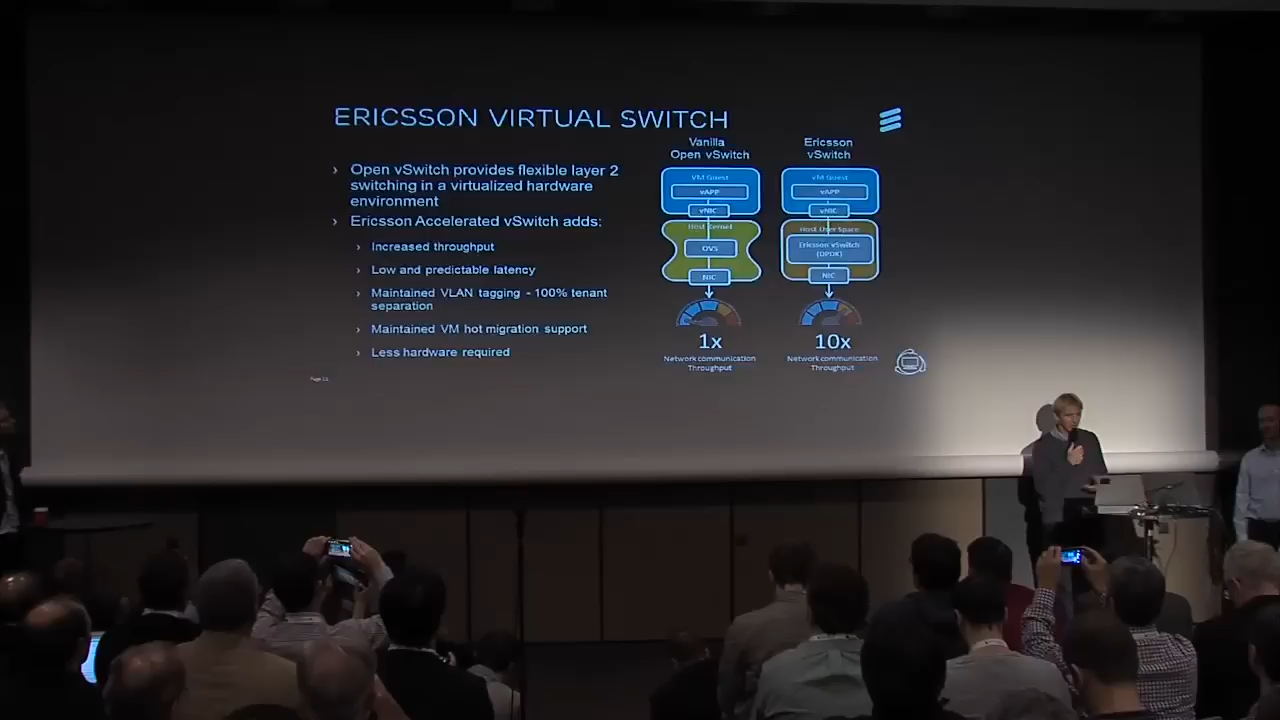 ERICSSON VIRTUAL SWITCH
› Open vSwitch provides flexible layer 2
switching in a virtualized hardware
environment
› Ericsson Accelerated vSwitch adds:
› Increased throughput
› Low and predictable latency
› Maintained VLAN tagging - 100% tenant
separation
› Maintained VM hot migration support
› Less hardware required
Vanilla
Open vSwitch
VM Guest
vAPP
vNIC
Host Kernel
OVS
NIC
1x
Network communication
Throughput
Ericsson
vSwitch
VM Guest
vAPP
vNIC
Host User Space
Ericsson vSwitch
(DPDK)
NIC
10x
Network communication
Throughput
Page